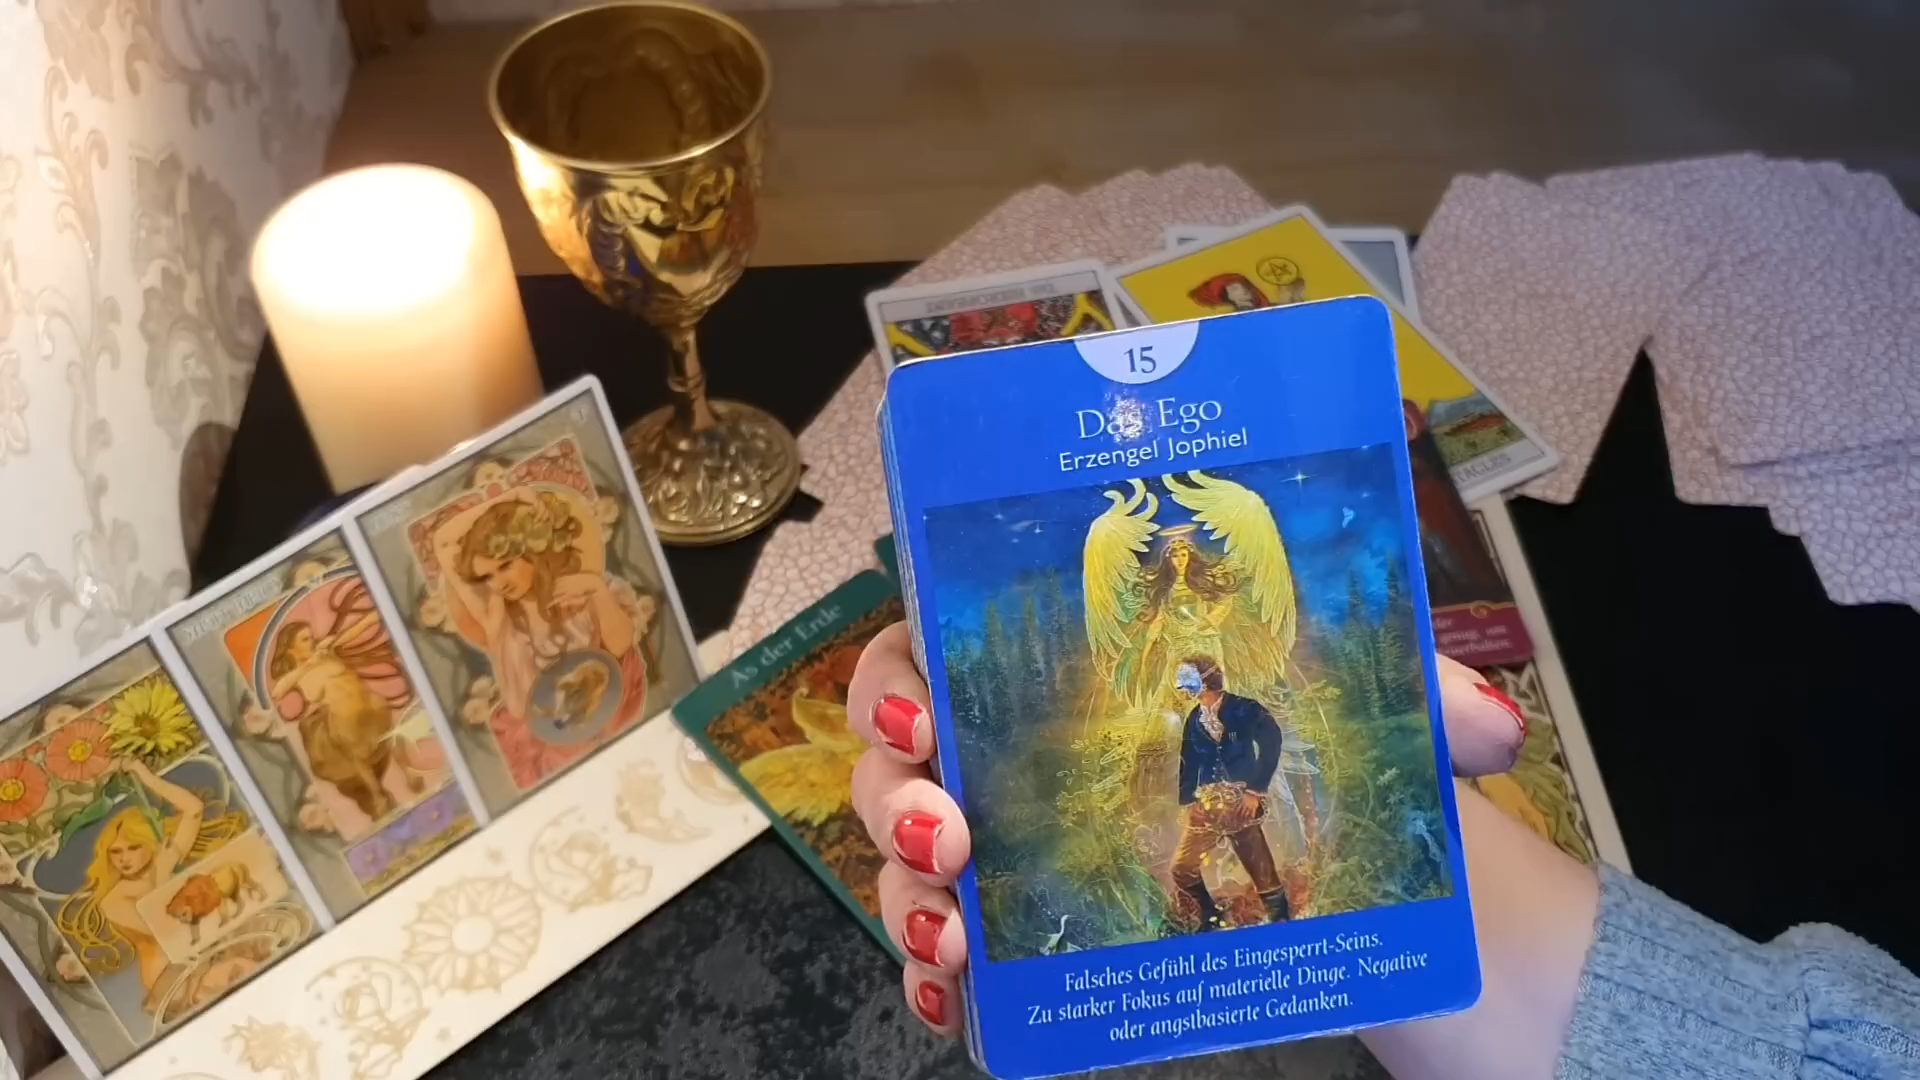 15
Das Ego
Erzengel Jophiel
Falsches Gefühl des Eingesperrt-Seins.
Zu starker Fokus auf materielle Dinge. Negative
oder angstbasierte Gedanken.
As der Erde